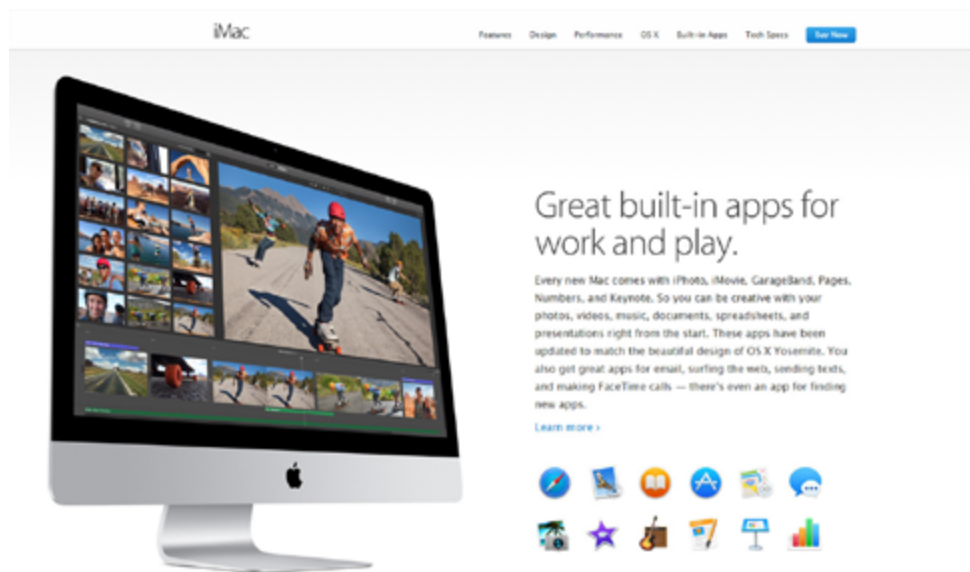 iMac
Features Design Performance OS X Built-in Apps Tech Specs Buy Now
Great built-in apps for
work and play.
Every new Mac comes with iPhoto, iMovie, GarageBand, Pages,
Numbers, and Keynote. So you can be creative with your
photos, videos, music, documents, spreadsheets, and
presentations right from the start. These apps have been
updated to match the beautiful design of OS X Yosemite. You
also get great apps for email, surfing the web, sending texts,
and making FaceTime calls — there's even an app for finding
new apps.
Learn more ›